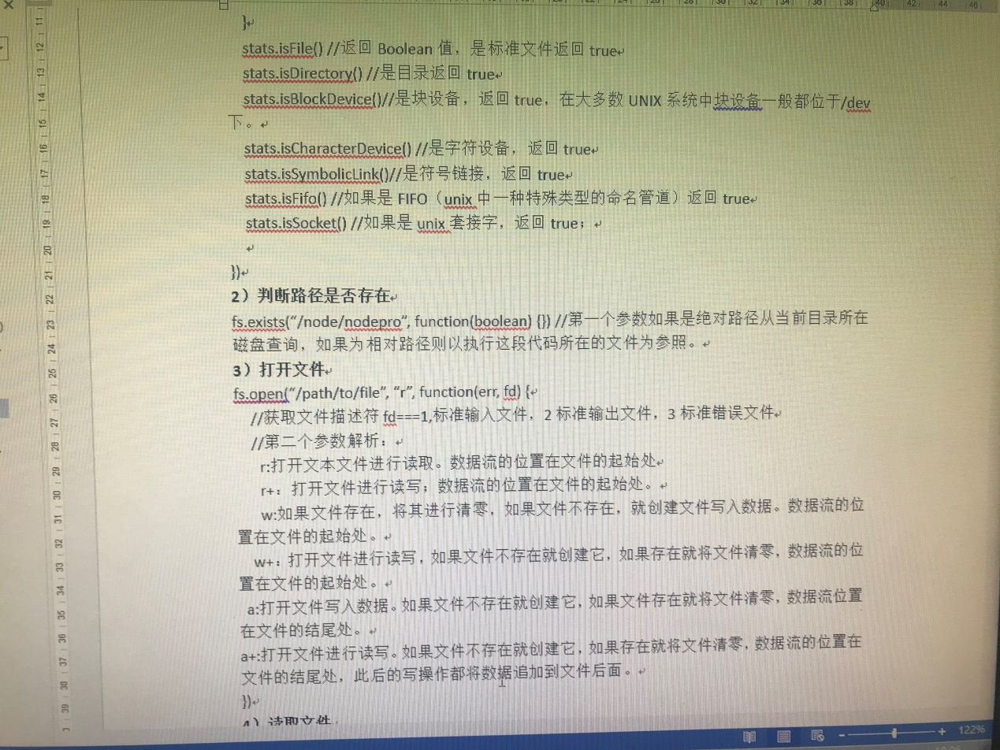 }
stats.isFile() //返回 Boolean 值，是标准文件返回 true
stats.isDirectory() //是目录返回 true
stats.isBlockDevice()//是块设备，返回 true，在大多数 UNIX 系统中块设备一般都位于/dev
下。
stats.isCharacterDevice() //是字符设备，返回 true
stats.isSymbolicLink()//是符号链接，返回 true
stats.isFifo() //如果是 FIFO（unix 中一种特殊类型的命名管道）返回 true
stats.isSocket() //如果是 unix 套接字，返回 true；
})
2）判断路径是否存在
fs.exists(“/node/nodepro”, function(boolean) {}) //第一个参数如果是绝对路径从当前目录所在
磁盘查询，如果为相对路径则以执行这段代码所在的文件为参照。
3）打开文件
fs.open(“/path/to/file”, “r”, function(err, fd) {
//获取文件描述符 fd===1,标准输入文件，2 标准输出文件，3 标准错误文件
//第二个参数解析：
r:打开文本文件进行读取。数据流的位置在文件的起始处
r+：打开文件进行读写；数据流的位置在文件的起始处。
w:如果文件存在，将其进行清零，如果文件不存在，就创建文件写入数据。数据流的位
置在文件的起始处。
w+：打开文件进行读写，如果文件不存在就创建它，如果存在就将文件清零，数据流的位
置在文件的起始处。
a:打开文件写入数据。如果文件不存在就创建它，如果文件存在就将文件清零，数据流位置
在文件的结尾处。
a+:打开文件进行读写。如果文件不存在就创建它，如果存在就将文件清零，数据流的位置在
文件的结尾处，此后的写操作都将数据追加到文件后面。
})
4）读取文件
122%